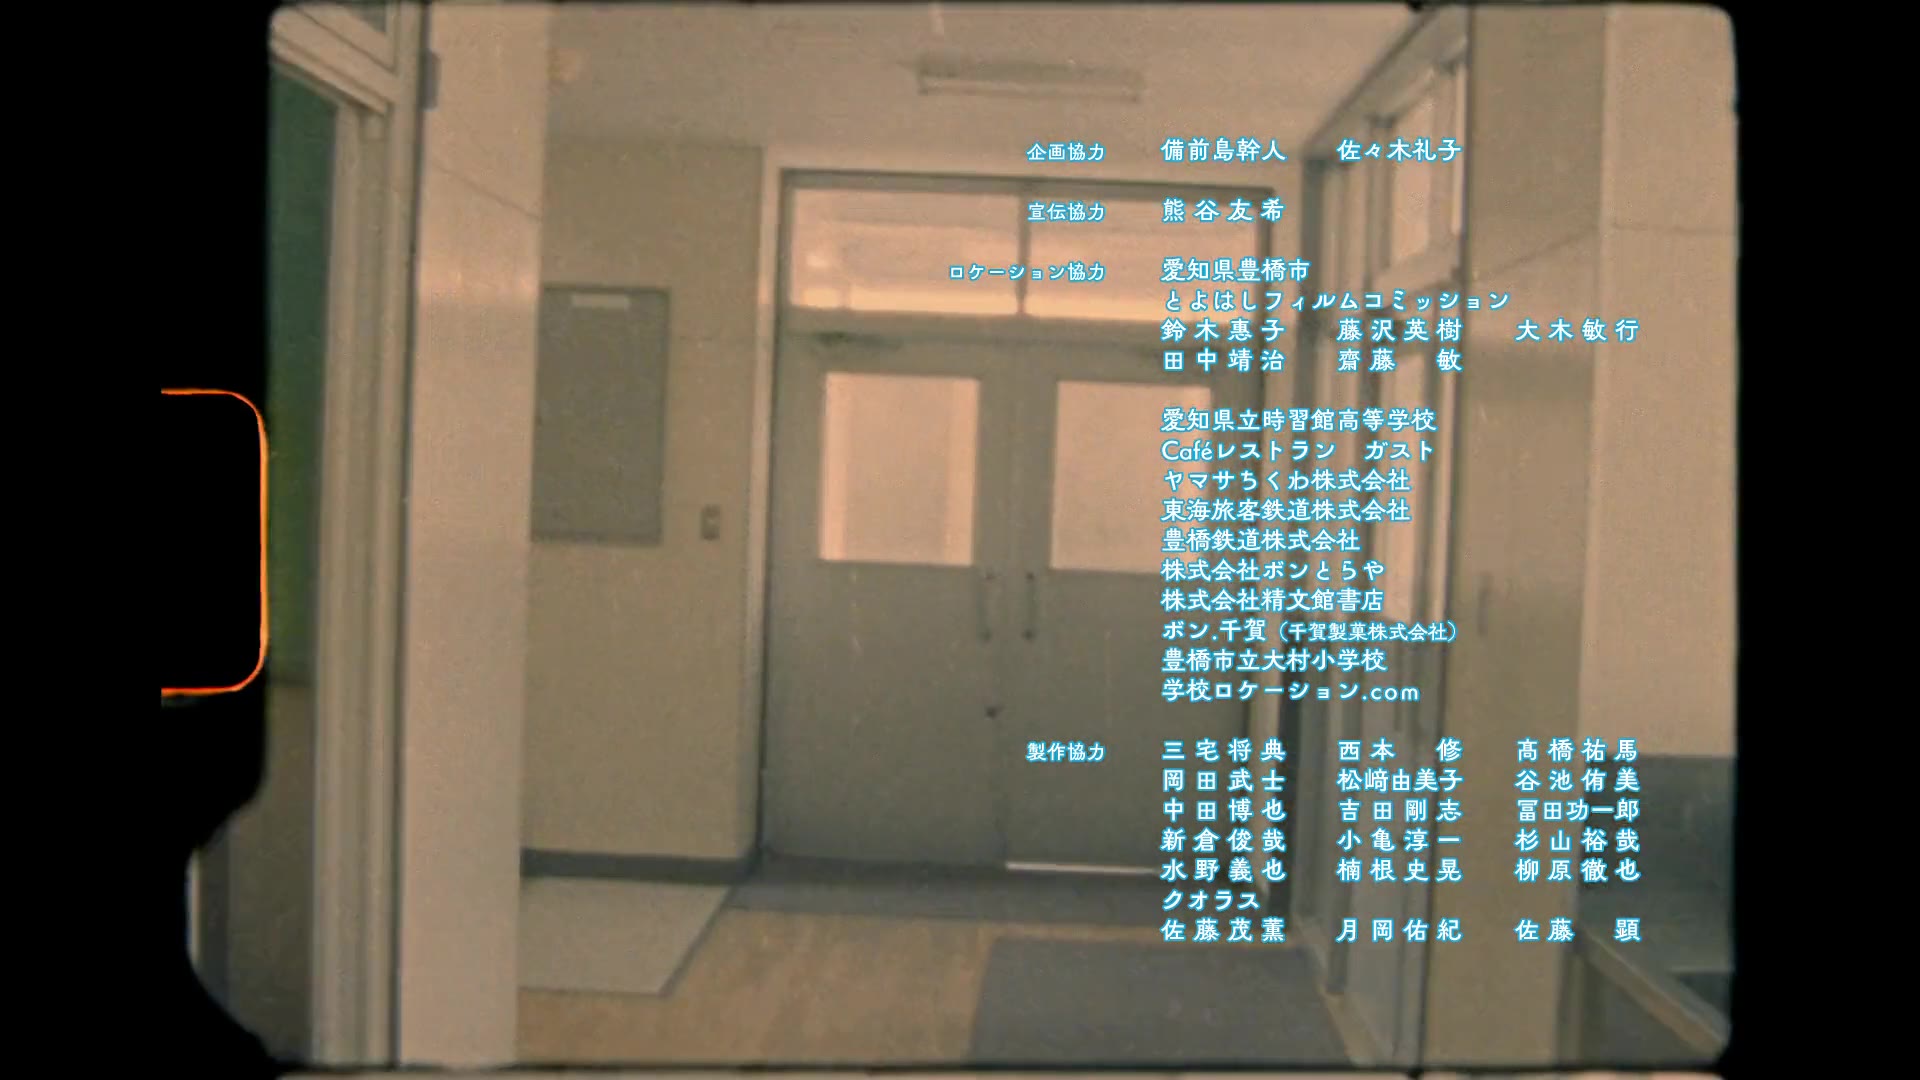 企画協力 備前島幹人 佐々木礼子
宣伝協力 熊谷友希
ロケーション協力 愛知県豊橋市
とよはしフィルムコミッション
鈴木惠子 藤沢英樹 大木敏行
田中靖治 齋藤 敏
愛知県立時習館高等学校
Caféレストラン ガスト
ヤマサちくわ株式会社
東海旅客鉄道株式会社
豊橋鉄道株式会社
株式会社ボンとらや
株式会社精文館書店
ボン.千賀（千賀製菓株式会社）
豊橋市立大村小学校
学校ロケーション.com
製作協力 三宅将典 西本 修 髙橋祐馬
岡田武士 松﨑由美子 谷池侑美
中田博也 吉田剛志 冨田功一郎
新倉俊哉 小亀淳一 杉山裕哉
水野義也 楠根史晃 柳原徹也
クオラス
佐藤茂薫 月岡佑紀 佐藤 顕